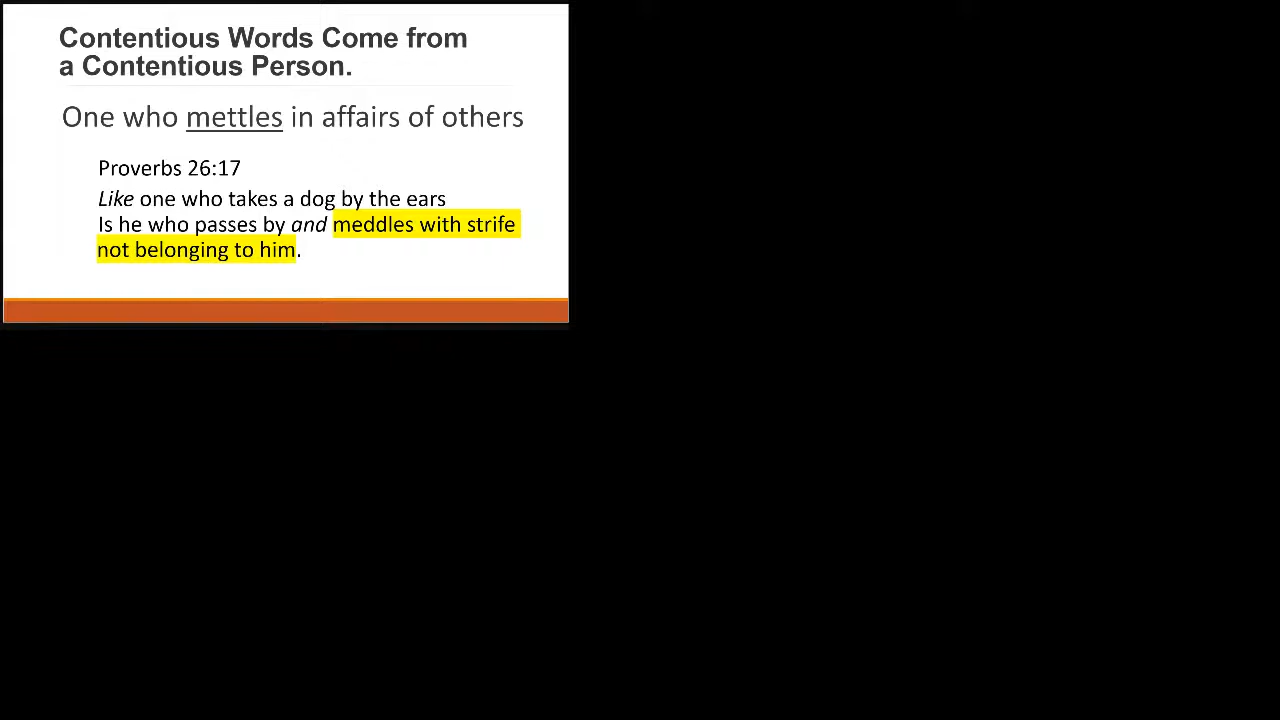 Contentious Words Come from
a Contentious Person.
One who mettles in affairs of others
Proverbs 26:17
Like one who takes a dog by the ears
Is he who passes by and meddles with strife
not belonging to him.